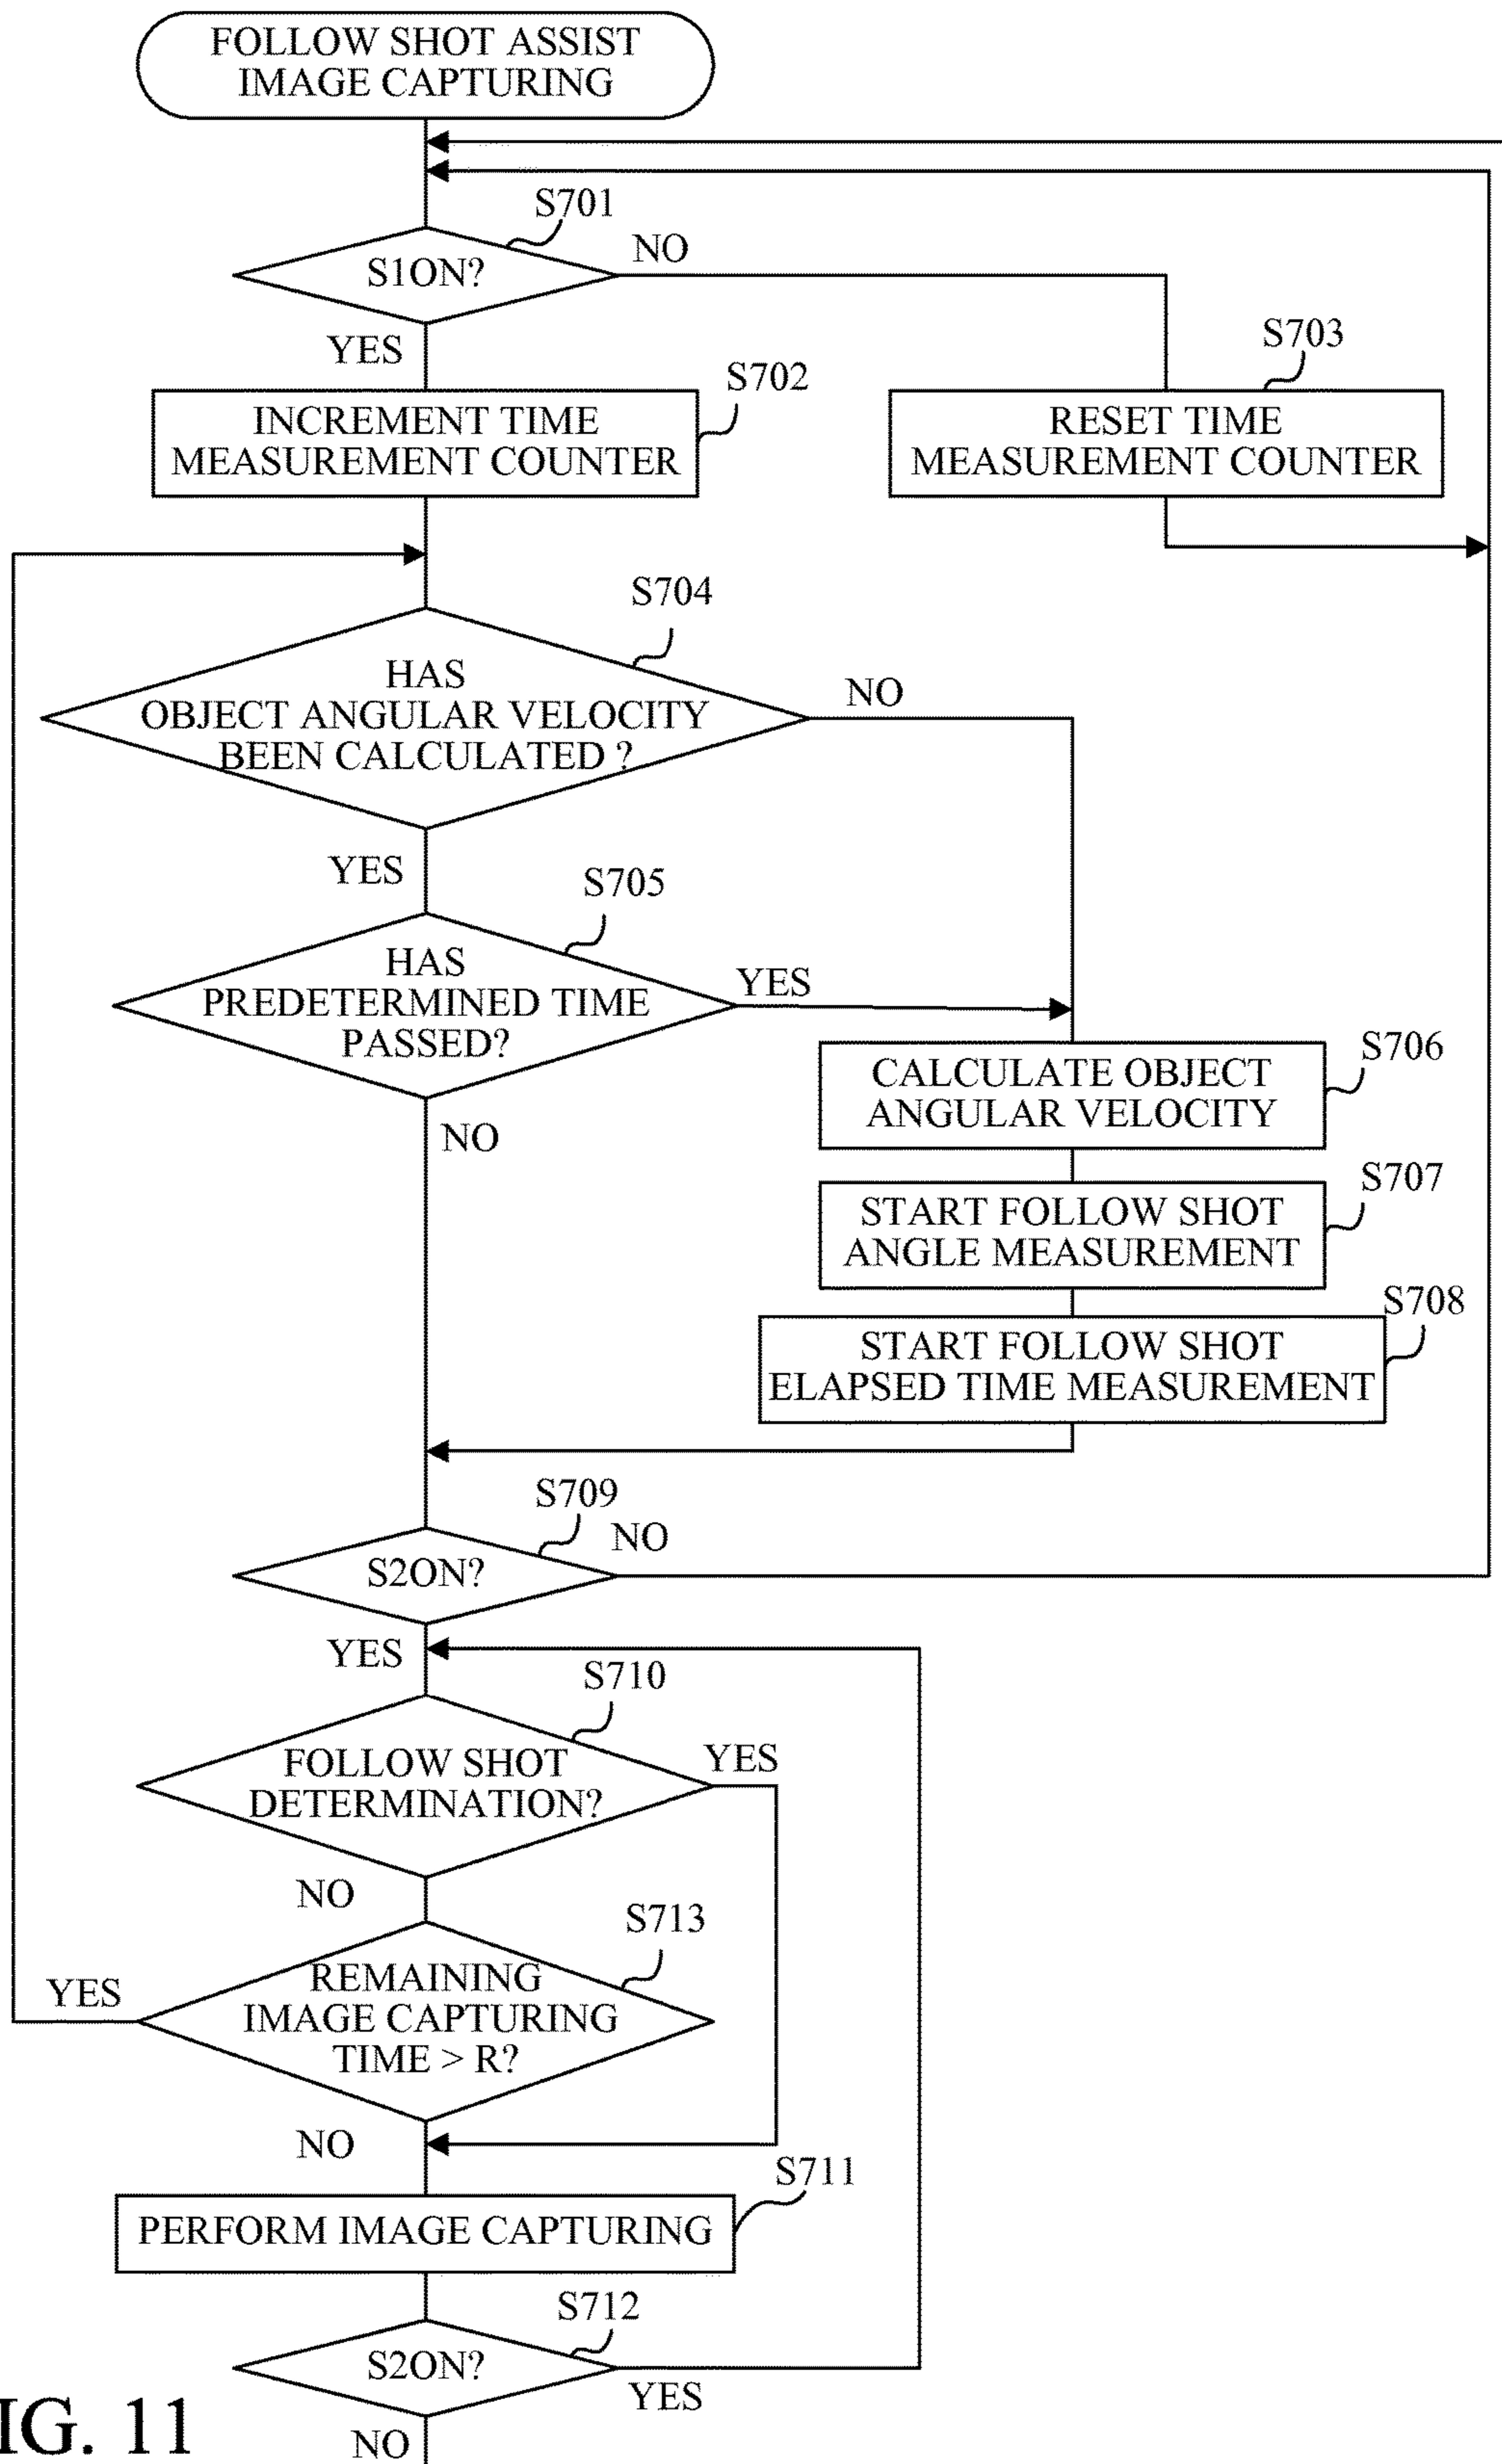 FOLLOW SHOT ASSIST
IMAGE CAPTURING
S701
S1ON?
NO
YES
S702
INCREMENT TIME
MEASUREMENT COUNTER
S703
RESET TIME
MEASUREMENT COUNTER
S704
HAS
OBJECT ANGULAR VELOCITY
BEEN CALCULATED ?
NO
YES
S705
HAS
PREDETERMINED TIME
PASSED?
YES
NO
S706
CALCULATE OBJECT
ANGULAR VELOCITY
S707
START FOLLOW SHOT
ANGLE MEASUREMENT
S708
START FOLLOW SHOT
ELAPSED TIME MEASUREMENT
S709
S2ON?
NO
YES
S710
FOLLOW SHOT
DETERMINATION?
YES
NO
S713
REMAINING
IMAGE CAPTURING
TIME > R?
YES
NO
S711
PERFORM IMAGE CAPTURING
S712
S2ON?
YES
NO
IG. 11